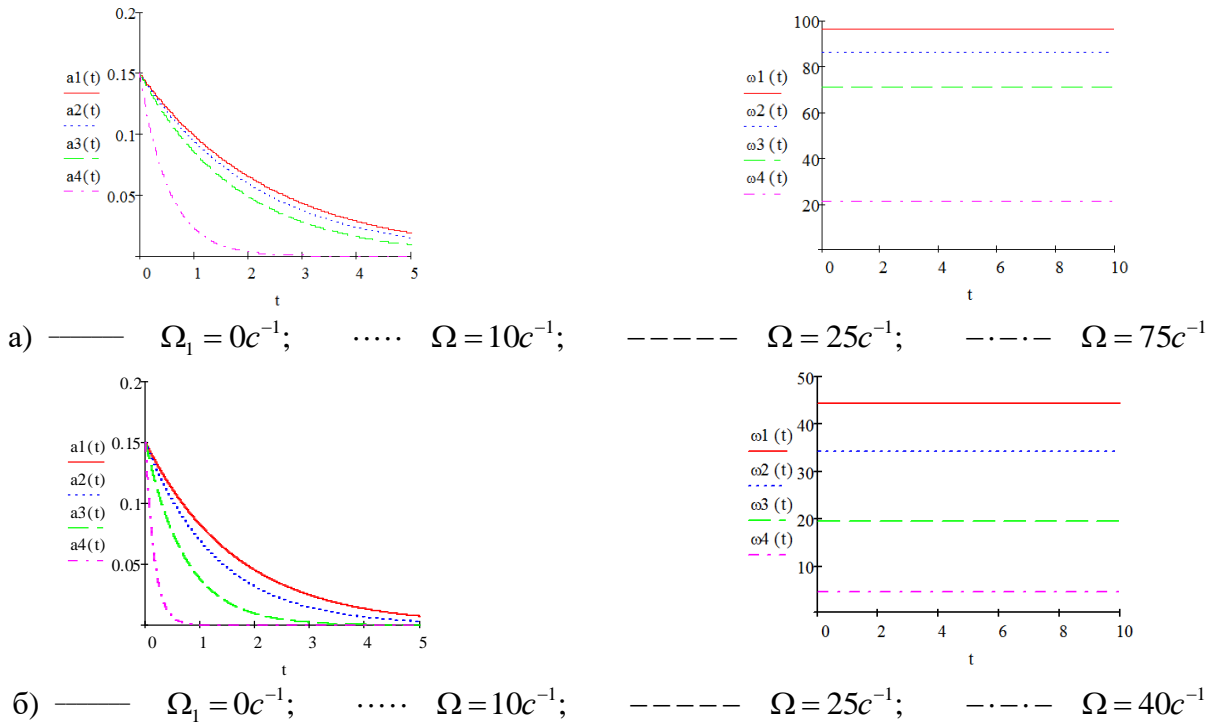 0.2
a1(t)
0.15
a2(t)
a3(t)
0.1
a4(t)
0.05
0 1 2 3 4 5
t
100
ω1 (t)
80
ω2 (t)
60
ω3 (t)
40
ω4 (t)
20
0 2 4 6 8 10
t
а) ——— Ω₁ = 0c⁻¹; ····· Ω = 10c⁻¹; – – – – – Ω = 25c⁻¹; –·–·– Ω = 75c⁻¹
0.2
a1(t)
0.15
a2(t)
a3(t)
0.1
a4(t)
0.05
0 1 2 3 4 5
t
50
40
ω1 (t)
30
ω2 (t)
20
ω3 (t)
10
ω4 (t)
0
0 2 4 6 8 10
t
б) ——— Ω₁ = 0c⁻¹; ····· Ω = 10c⁻¹; – – – – – Ω = 25c⁻¹; –·–·– Ω = 40c⁻¹